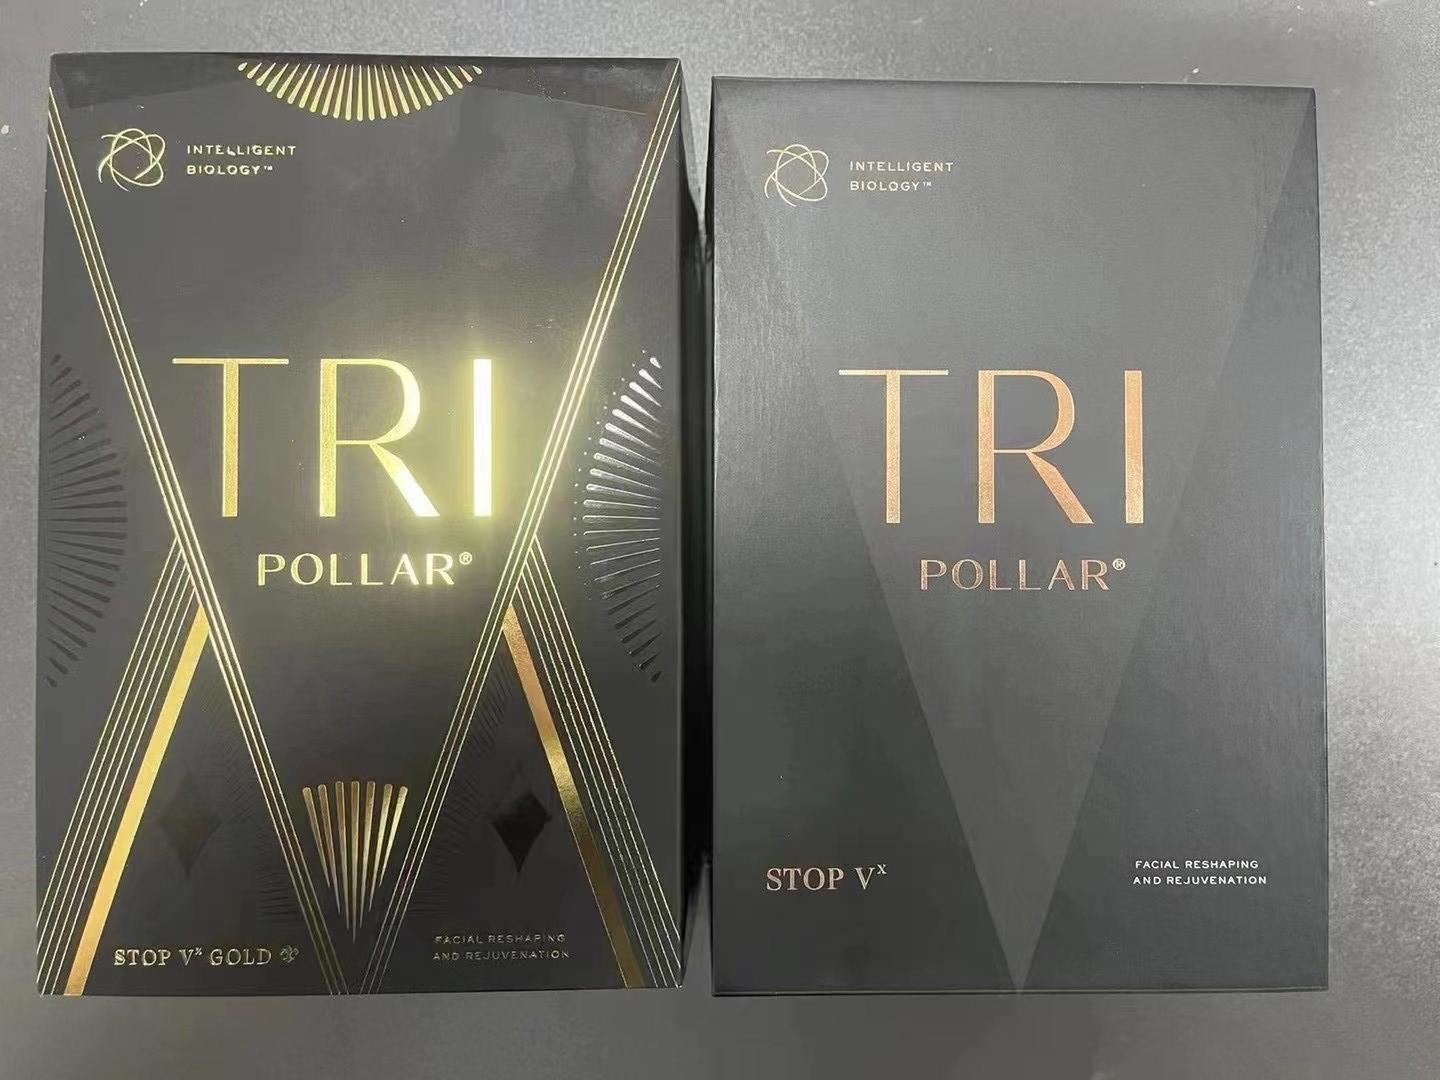 INTELLIGENT
BIOLOGY™
TRI
POLLAR®
STOP Vˣ GOLD
FACIAL RESHAPING
AND REJUVENATION
INTELLIGENT
BIOLOGY™
TRI
POLLAR®
STOP Vˣ
FACIAL RESHAPING
AND REJUVENATION